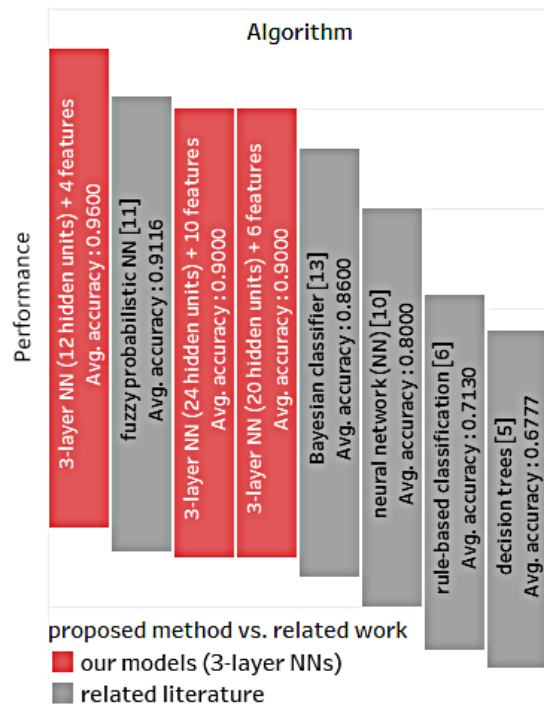 Algorithm
Performance
3-layer NN (12 hidden units) + 4 features
Avg. accuracy : 0.9600
fuzzy probabilistic NN [11]
Avg. accuracy : 0.9116
3-layer NN (24 hidden units) + 10 features
Avg. accuracy : 0.9000
3-layer NN (20 hidden units) + 6 features
Avg. accuracy : 0.9000
Bayesian classifier [13]
Avg. accuracy : 0.8600
neural network (NN) [10]
Avg. accuracy : 0.8000
rule-based classification [6]
Avg. accuracy : 0.7130
decision trees [5]
Avg. accuracy : 0.6777
proposed method vs. related work
our models (3-layer NNs)
related literature